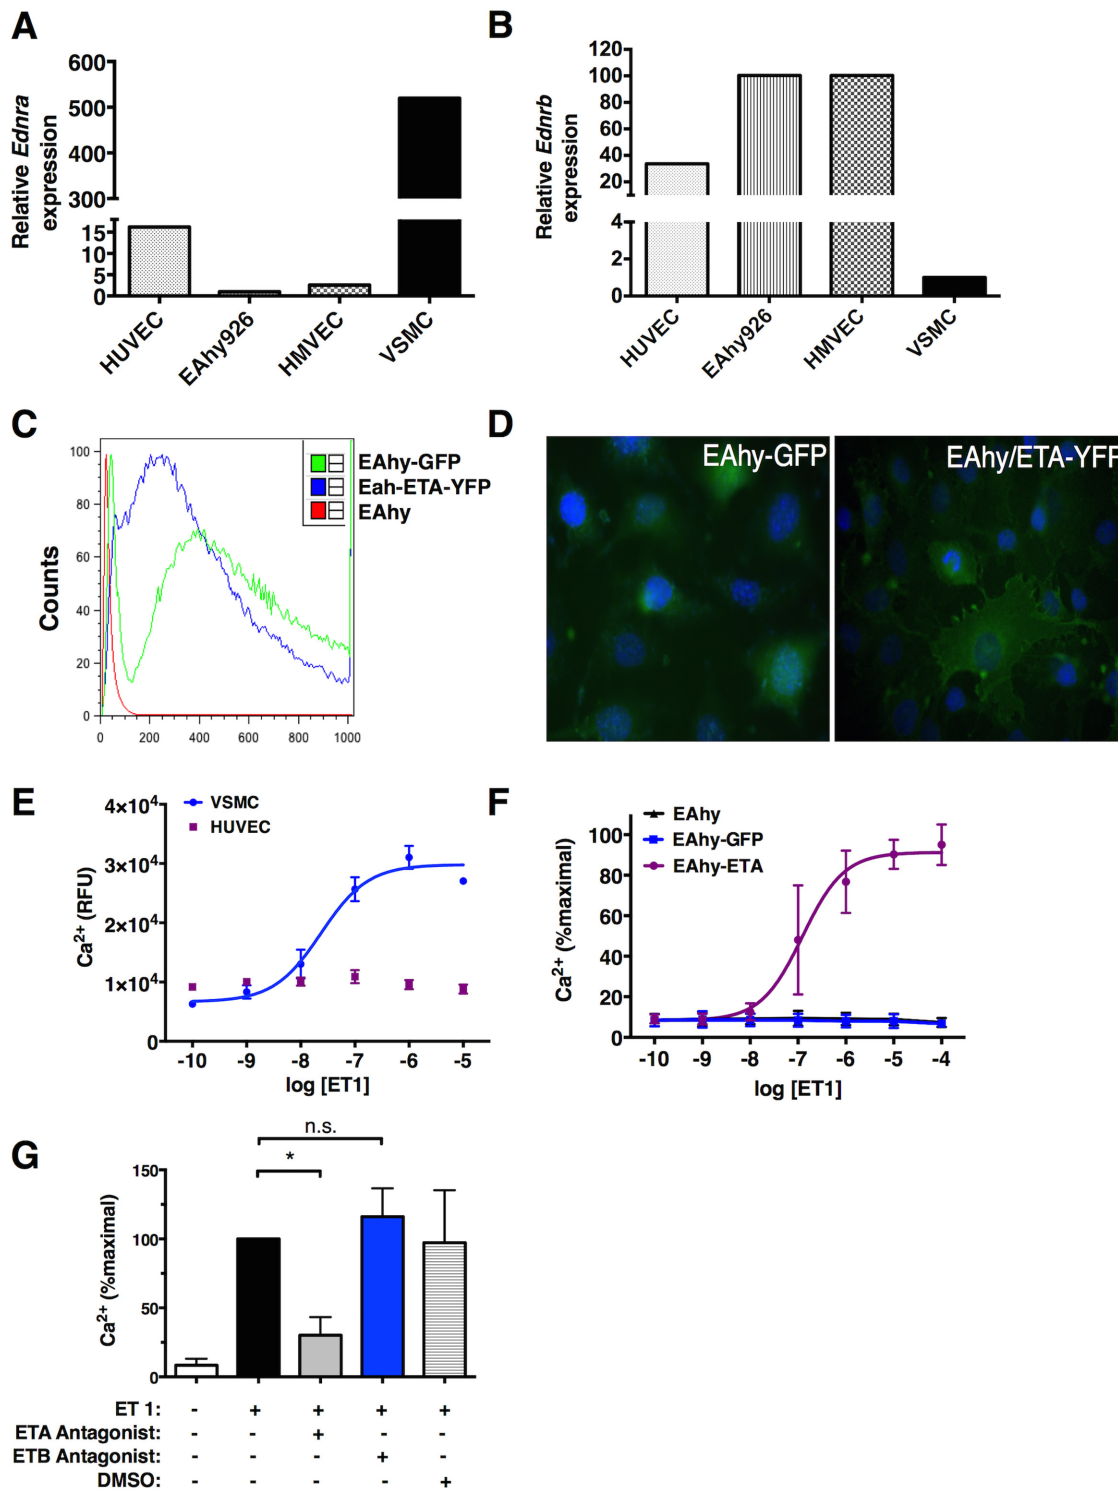 A
Relative Ednra
expression
600
500
400
300
15
10
5
0
HUVEC
EAhy926
HMVEC
VSMC
B
Relative Ednrb
expression
120
100
80
60
40
20
4
2
0
HUVEC
EAhy926
HMVEC
VSMC
C
Counts
100
80
60
40
20
0
0
200
400
600
800
1000
EAhy-GFP
Eah-ETA-YFP
EAhy
D
EAhy-GFP
EAhy/ETA-YFP
E
VSMC
HUVEC
Ca2+ (RFU)
4×10⁴
3×10⁴
2×10⁴
1×10⁴
0
-10 -9 -8 -7 -6 -5
log [ET1]
F
EAhy
EAhy-GFP
EAhy-ETA
Ca2+ (%maximal)
100
80
60
40
20
0
-10 -9 -8 -7 -6 -5 -4
log [ET1]
G
n.s.
*
Ca2+ (%maximal)
150
100
50
0
ET 1: - + + + +
ETA Antagonist: - - + - -
ETB Antagonist: - - - + -
DMSO: - - - - +